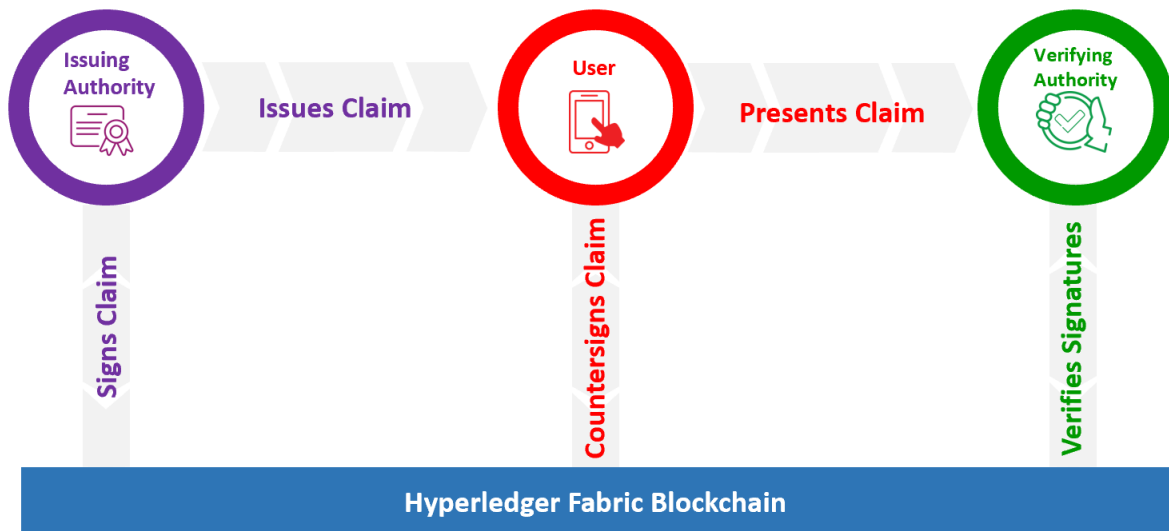 Issuing
Authority
Issues Claim
User
Presents Claim
Verifying
Authority
Signs Claim
Countersigns Claim
Verifies Signatures
Hyperledger Fabric Blockchain